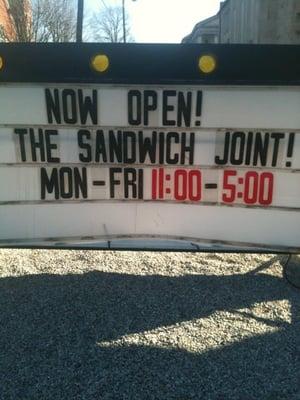 NOW OPEN!
THE SANDWICH JOINT!
MON-FRI 11:00-5:00